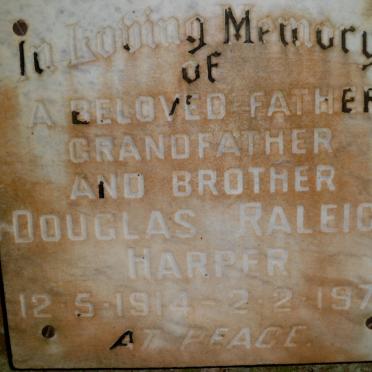 In Loving Memory
of
A BELOVED FATHER
GRANDFATHER
AND BROTHER
DOUGLAS RALEIG
HARPER
12-5-1914 - 2-2-197
AT PEACE.